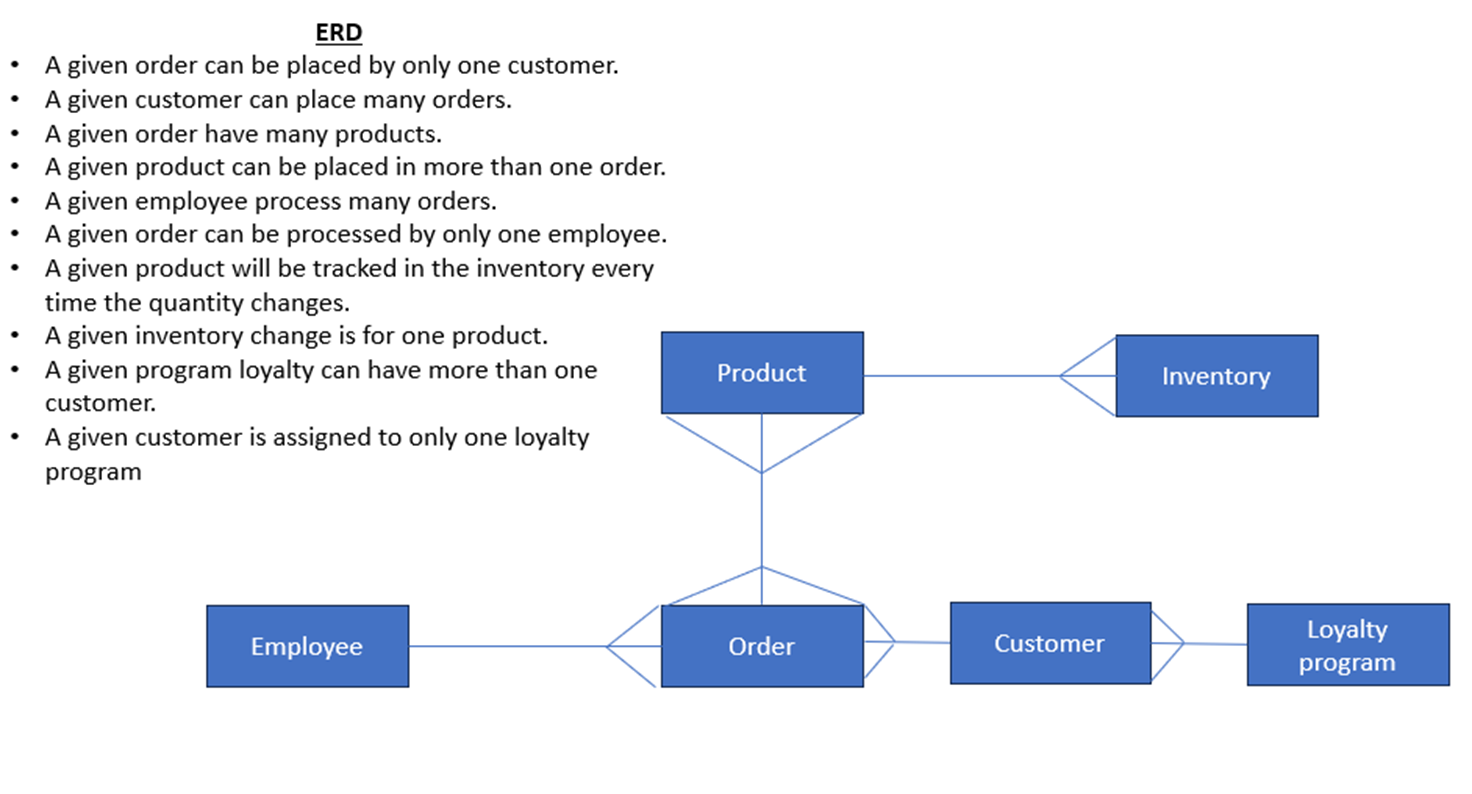 ERD
• A given order can be placed by only one customer.
• A given customer can place many orders.
• A given order have many products.
• A given product can be placed in more than one order.
• A given employee process many orders.
• A given order can be processed by only one employee.
• A given product will be tracked in the inventory every
time the quantity changes.
• A given inventory change is for one product.
• A given program loyalty can have more than one
customer.
• A given customer is assigned to only one loyalty
program
Product
Inventory
Employee
Order
Customer
Loyalty
program